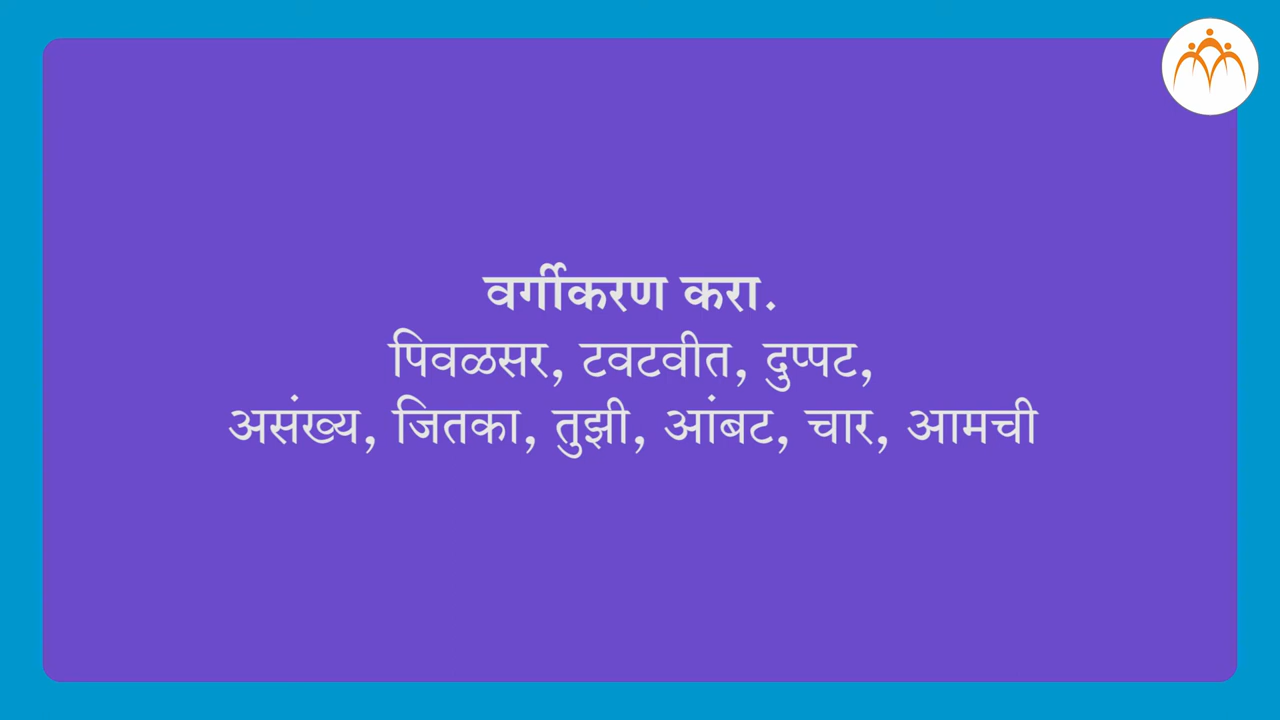 वर्गीकरण करा.
पिवळसर, टवटवीत, दुप्पट,
असंख्य, जितका, तुझी, आंबट, चार, आमची